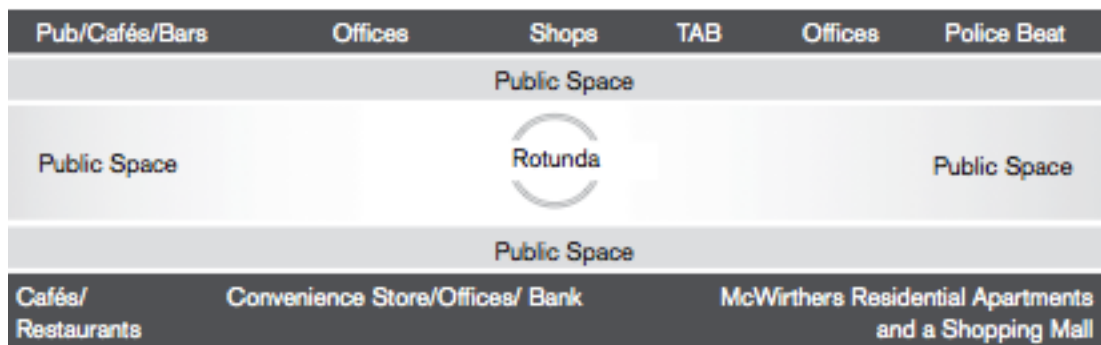 Pub/Cafés/Bars Offices Shops TAB Offices Police Beat
Public Space
Public Space Rotunda Public Space
Public Space
Cafés/ Convenience Store/Offices/ Bank McWirthers Residential Apartments
Restaurants and a Shopping Mall